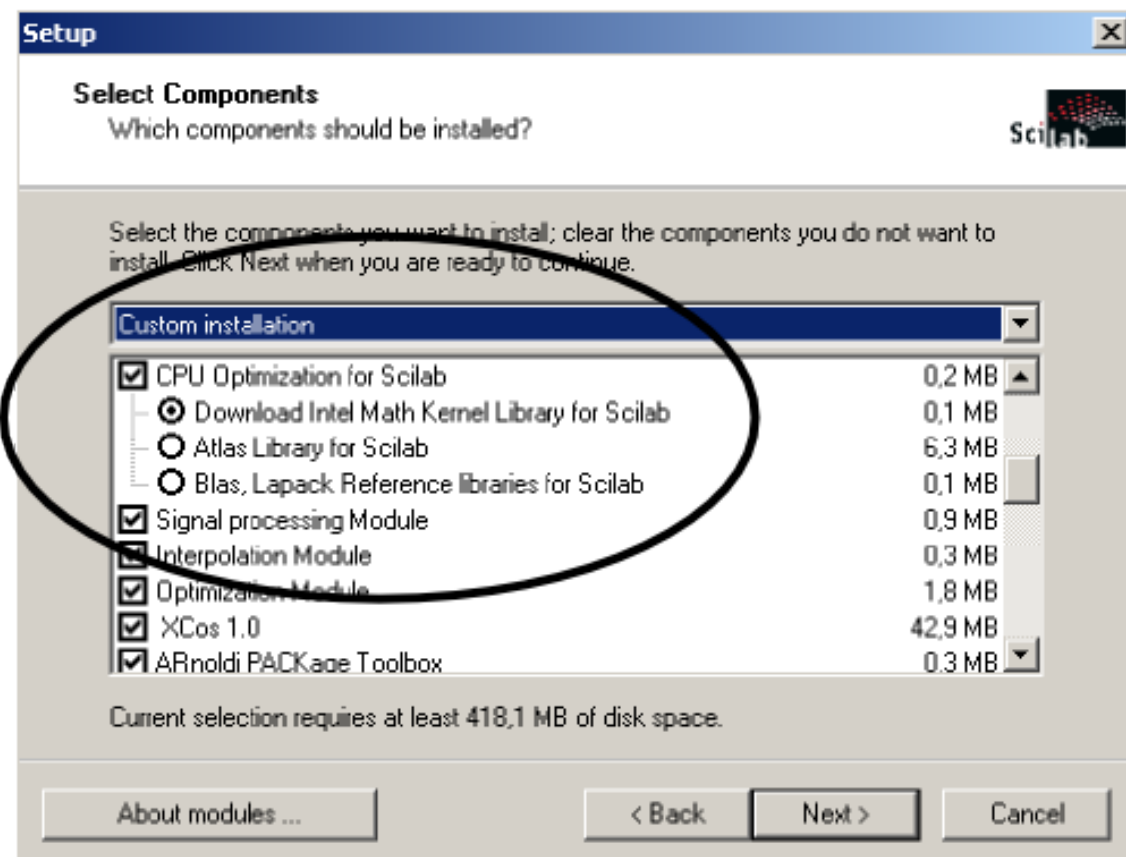 Setup
Select Components
Which components should be installed?
Scilab
Select the components you want to install; clear the components you do not want to
install. Click Next when you are ready to continue.
Custom installation
CPU Optimization for Scilab 0,2 MB
Download Intel Math Kernel Library for Scilab 0,1 MB
Atlas Library for Scilab 6,3 MB
Blas, Lapack Reference libraries for Scilab 0,1 MB
Signal processing Module 0,9 MB
Interpolation Module 0,3 MB
Optimization Module 1,8 MB
XCos 1.0 42,9 MB
ARnoldi PACKage Toolbox 0.3 MB
Current selection requires at least 418,1 MB of disk space.
About modules ... < Back Next > Cancel